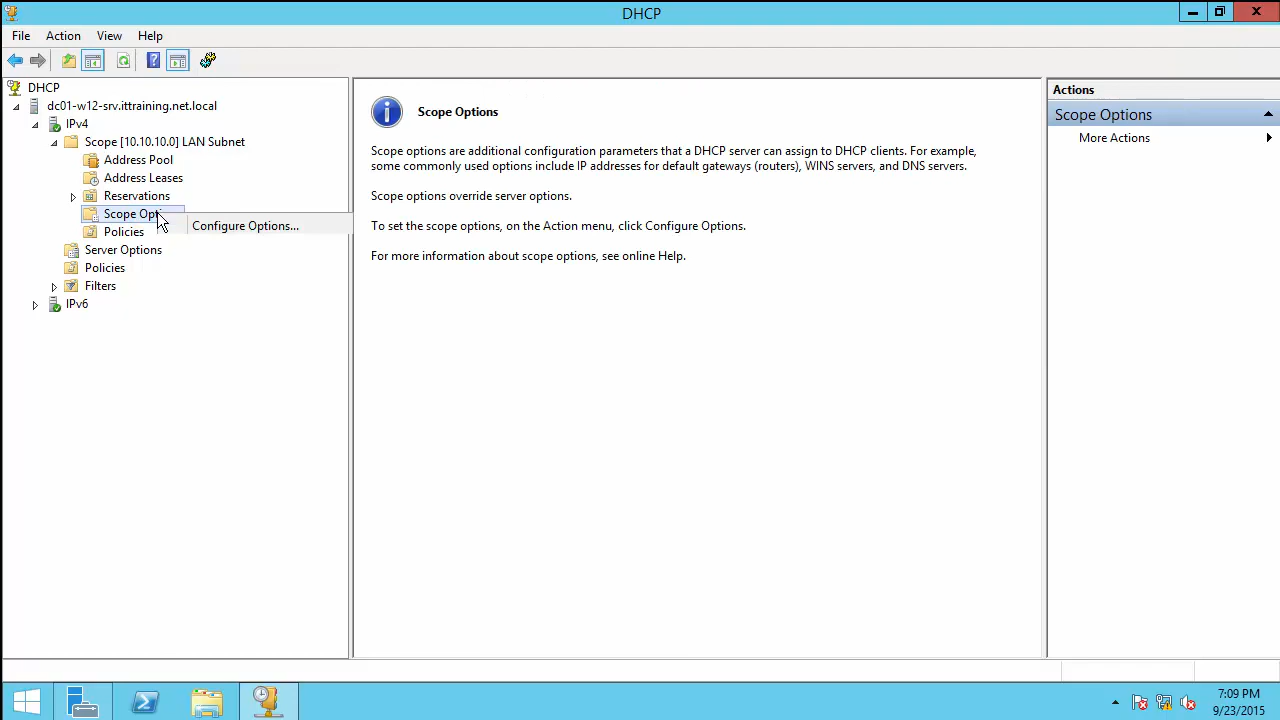 DHCP
File Action View Help
DHCP
dc01-w12-srv.ittraining.net.local
IPv4
Scope [10.10.10.0] LAN Subnet
Address Pool
Address Leases
Reservations
Scope Opti
Configure Options...
Policies
Server Options
Policies
Filters
IPv6
Scope Options
Scope options are additional configuration parameters that a DHCP server can assign to DHCP clients. For example,
some commonly used options include IP addresses for default gateways (routers), WINS servers, and DNS servers.
Scope options override server options.
To set the scope options, on the Action menu, click Configure Options.
For more information about scope options, see online Help.
Actions
Scope Options
More Actions
7:09 PM
9/23/2015